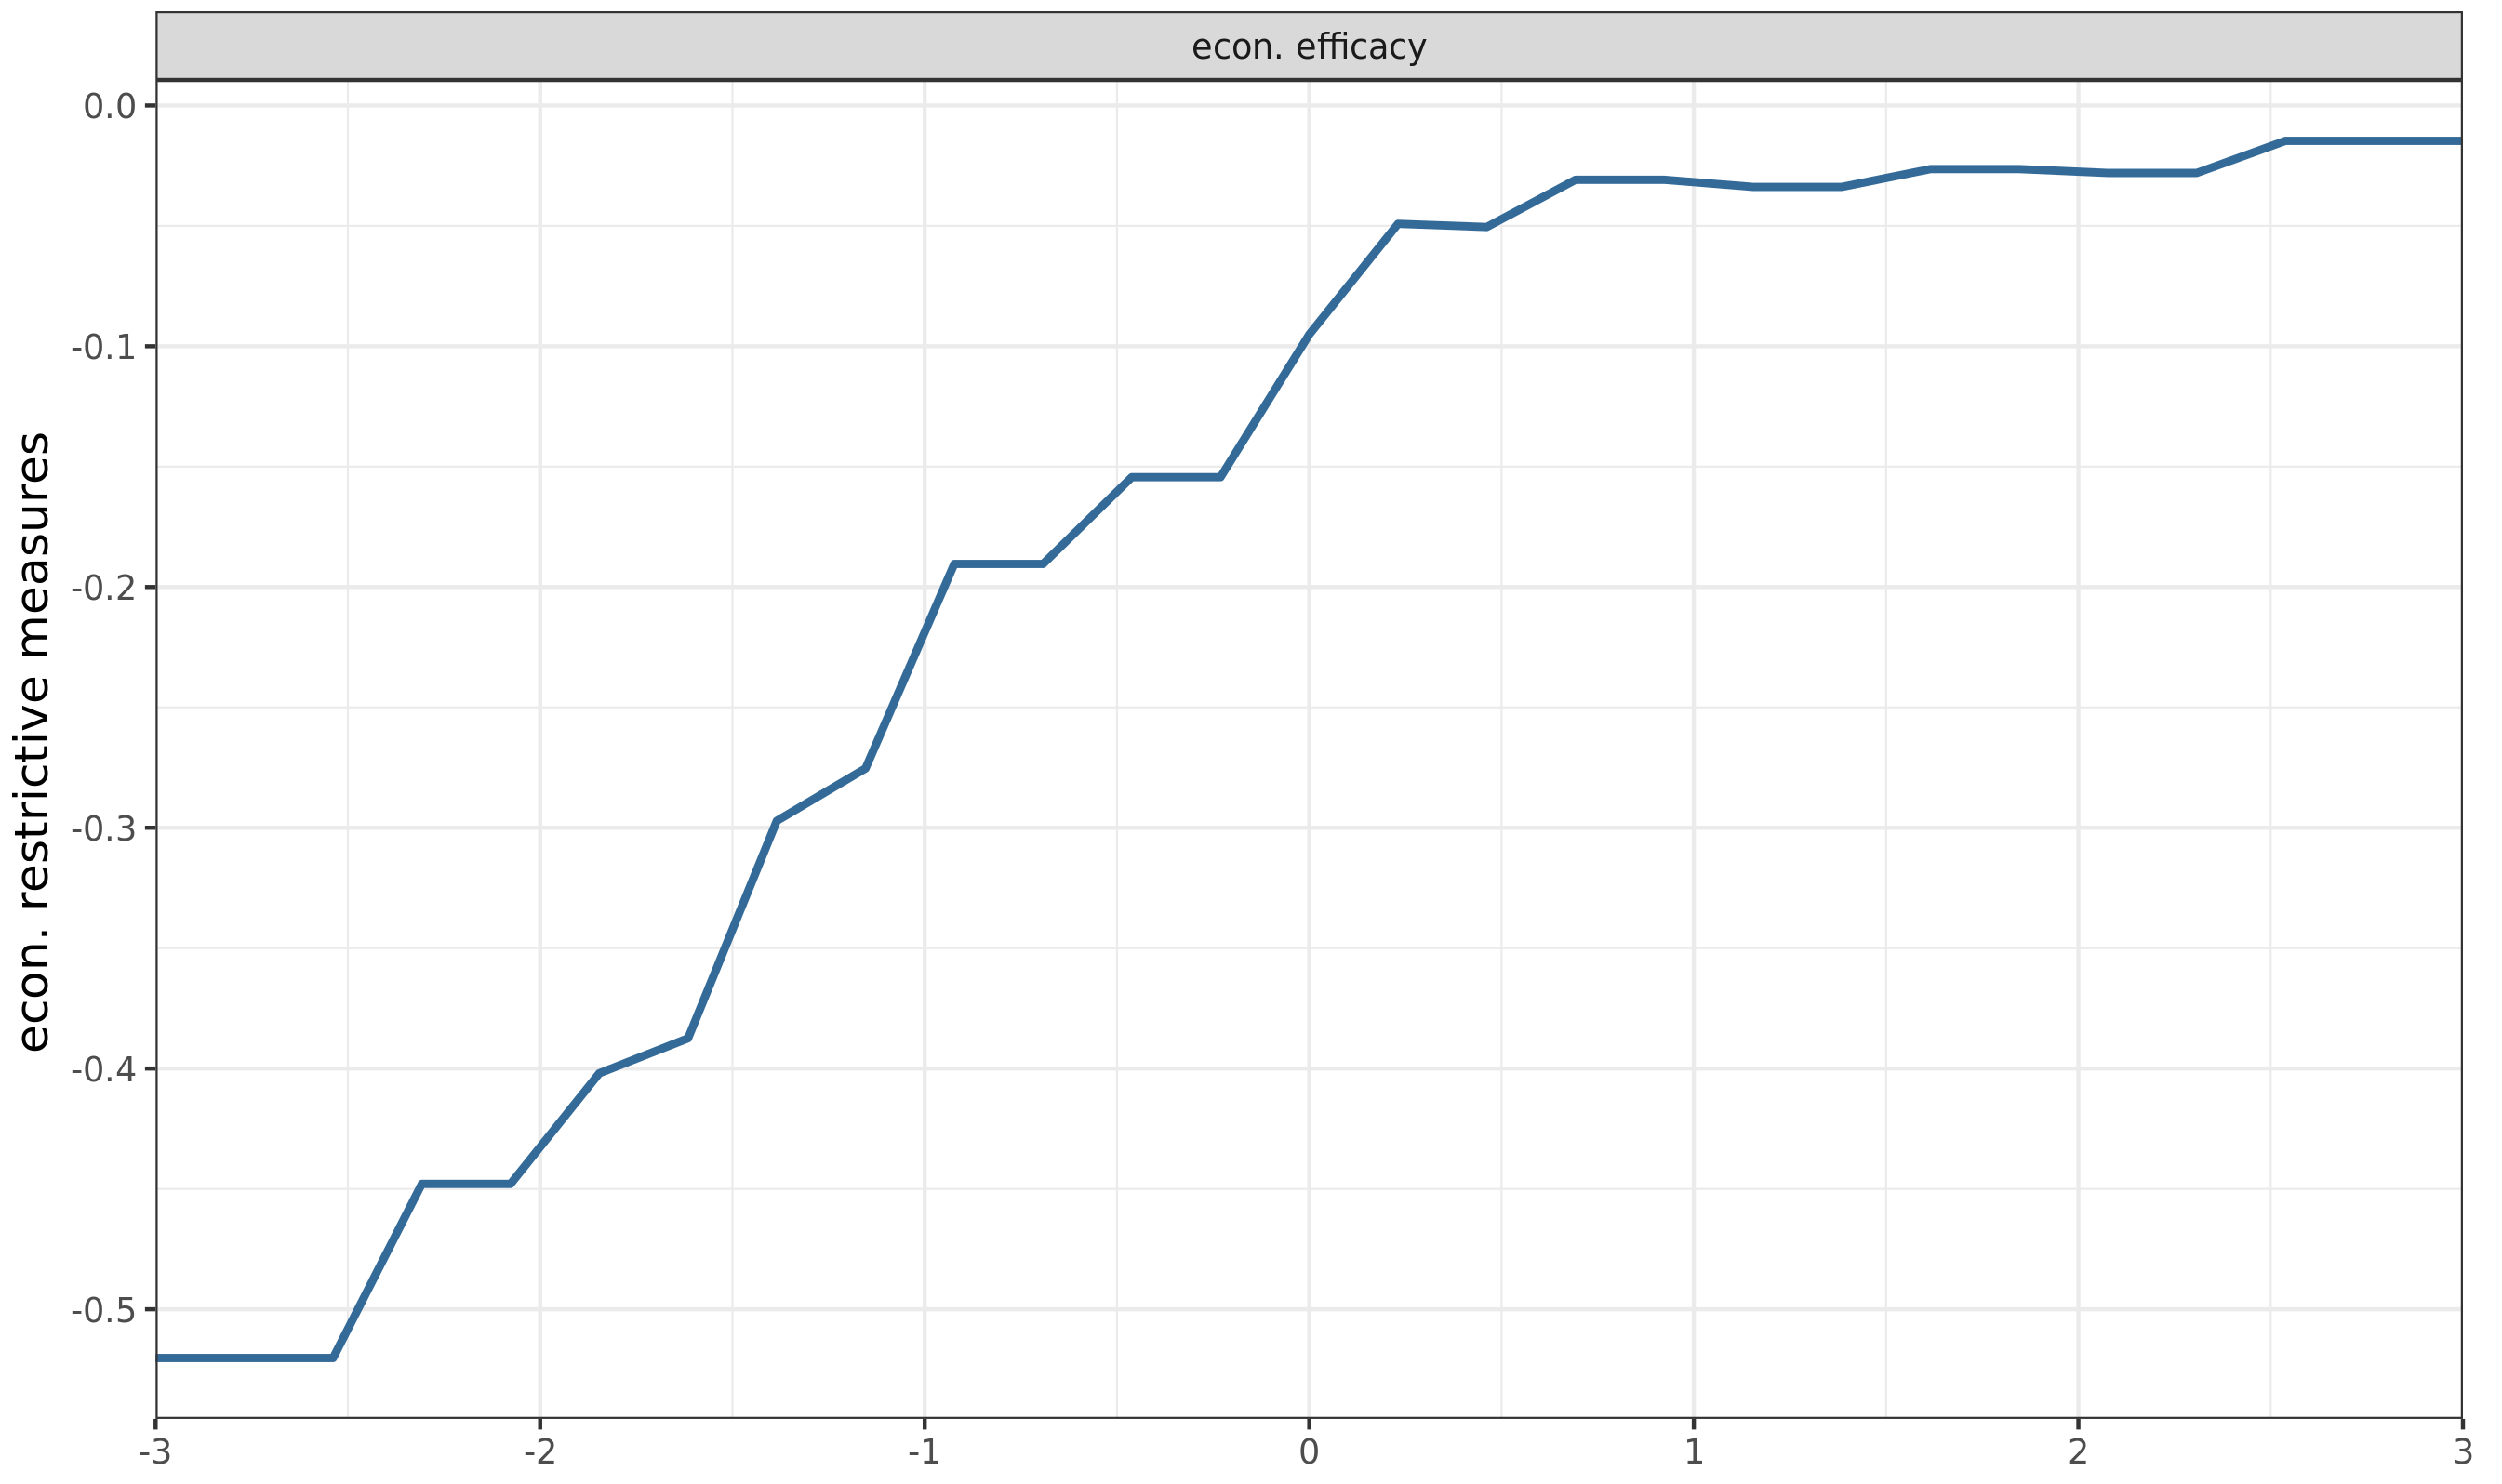 econ. efficacy
0.0
-0.1
-0.2
-0.3
-0.4
-0.5
econ. restrictive measures
-3 -2 -1 0 1 2 3